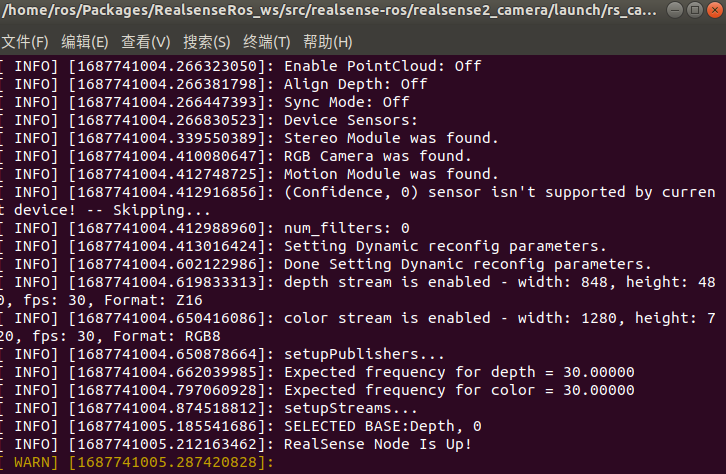 /home/ros/Packages/RealsenseRos_ws/src/realsense-ros/realsense2_camera/launch/rs_ca...
文件(F) 编辑(E) 查看(V) 搜索(S) 终端(T) 帮助(H)
[ INFO] [1687741004.266323050]: Enable PointCloud: Off
[ INFO] [1687741004.266381798]: Align Depth: Off
[ INFO] [1687741004.266447393]: Sync Mode: Off
[ INFO] [1687741004.266830523]: Device Sensors:
[ INFO] [1687741004.339550389]: Stereo Module was found.
[ INFO] [1687741004.410080647]: RGB Camera was found.
[ INFO] [1687741004.412748725]: Motion Module was found.
[ INFO] [1687741004.412916856]: (Confidence, 0) sensor isn't supported by curren
t device! -- Skipping...
[ INFO] [1687741004.412988960]: num_filters: 0
[ INFO] [1687741004.413016424]: Setting Dynamic reconfig parameters.
[ INFO] [1687741004.602122986]: Done Setting Dynamic reconfig parameters.
[ INFO] [1687741004.619833313]: depth stream is enabled - width: 848, height: 48
0, fps: 30, Format: Z16
[ INFO] [1687741004.650416086]: color stream is enabled - width: 1280, height: 7
20, fps: 30, Format: RGB8
[ INFO] [1687741004.650878664]: setupPublishers...
[ INFO] [1687741004.662039985]: Expected frequency for depth = 30.00000
[ INFO] [1687741004.797060928]: Expected frequency for color = 30.00000
[ INFO] [1687741004.874518812]: setupStreams...
[ INFO] [1687741005.185541686]: SELECTED BASE:Depth, 0
[ INFO] [1687741005.212163462]: RealSense Node Is Up!
[ WARN] [1687741005.287420828]: